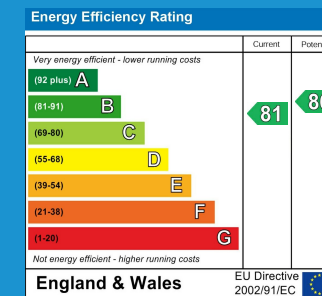 Energy Efficiency Rating
Current
Very energy efficient - lower running costs
(92 plus) A
(81-91) B
(69-80) C
(55-68) D
(39-54) E
(21-38) F
(1-20) G
81
Not energy efficient - higher running costs
England & Wales
EU Directive
2002/91/EC